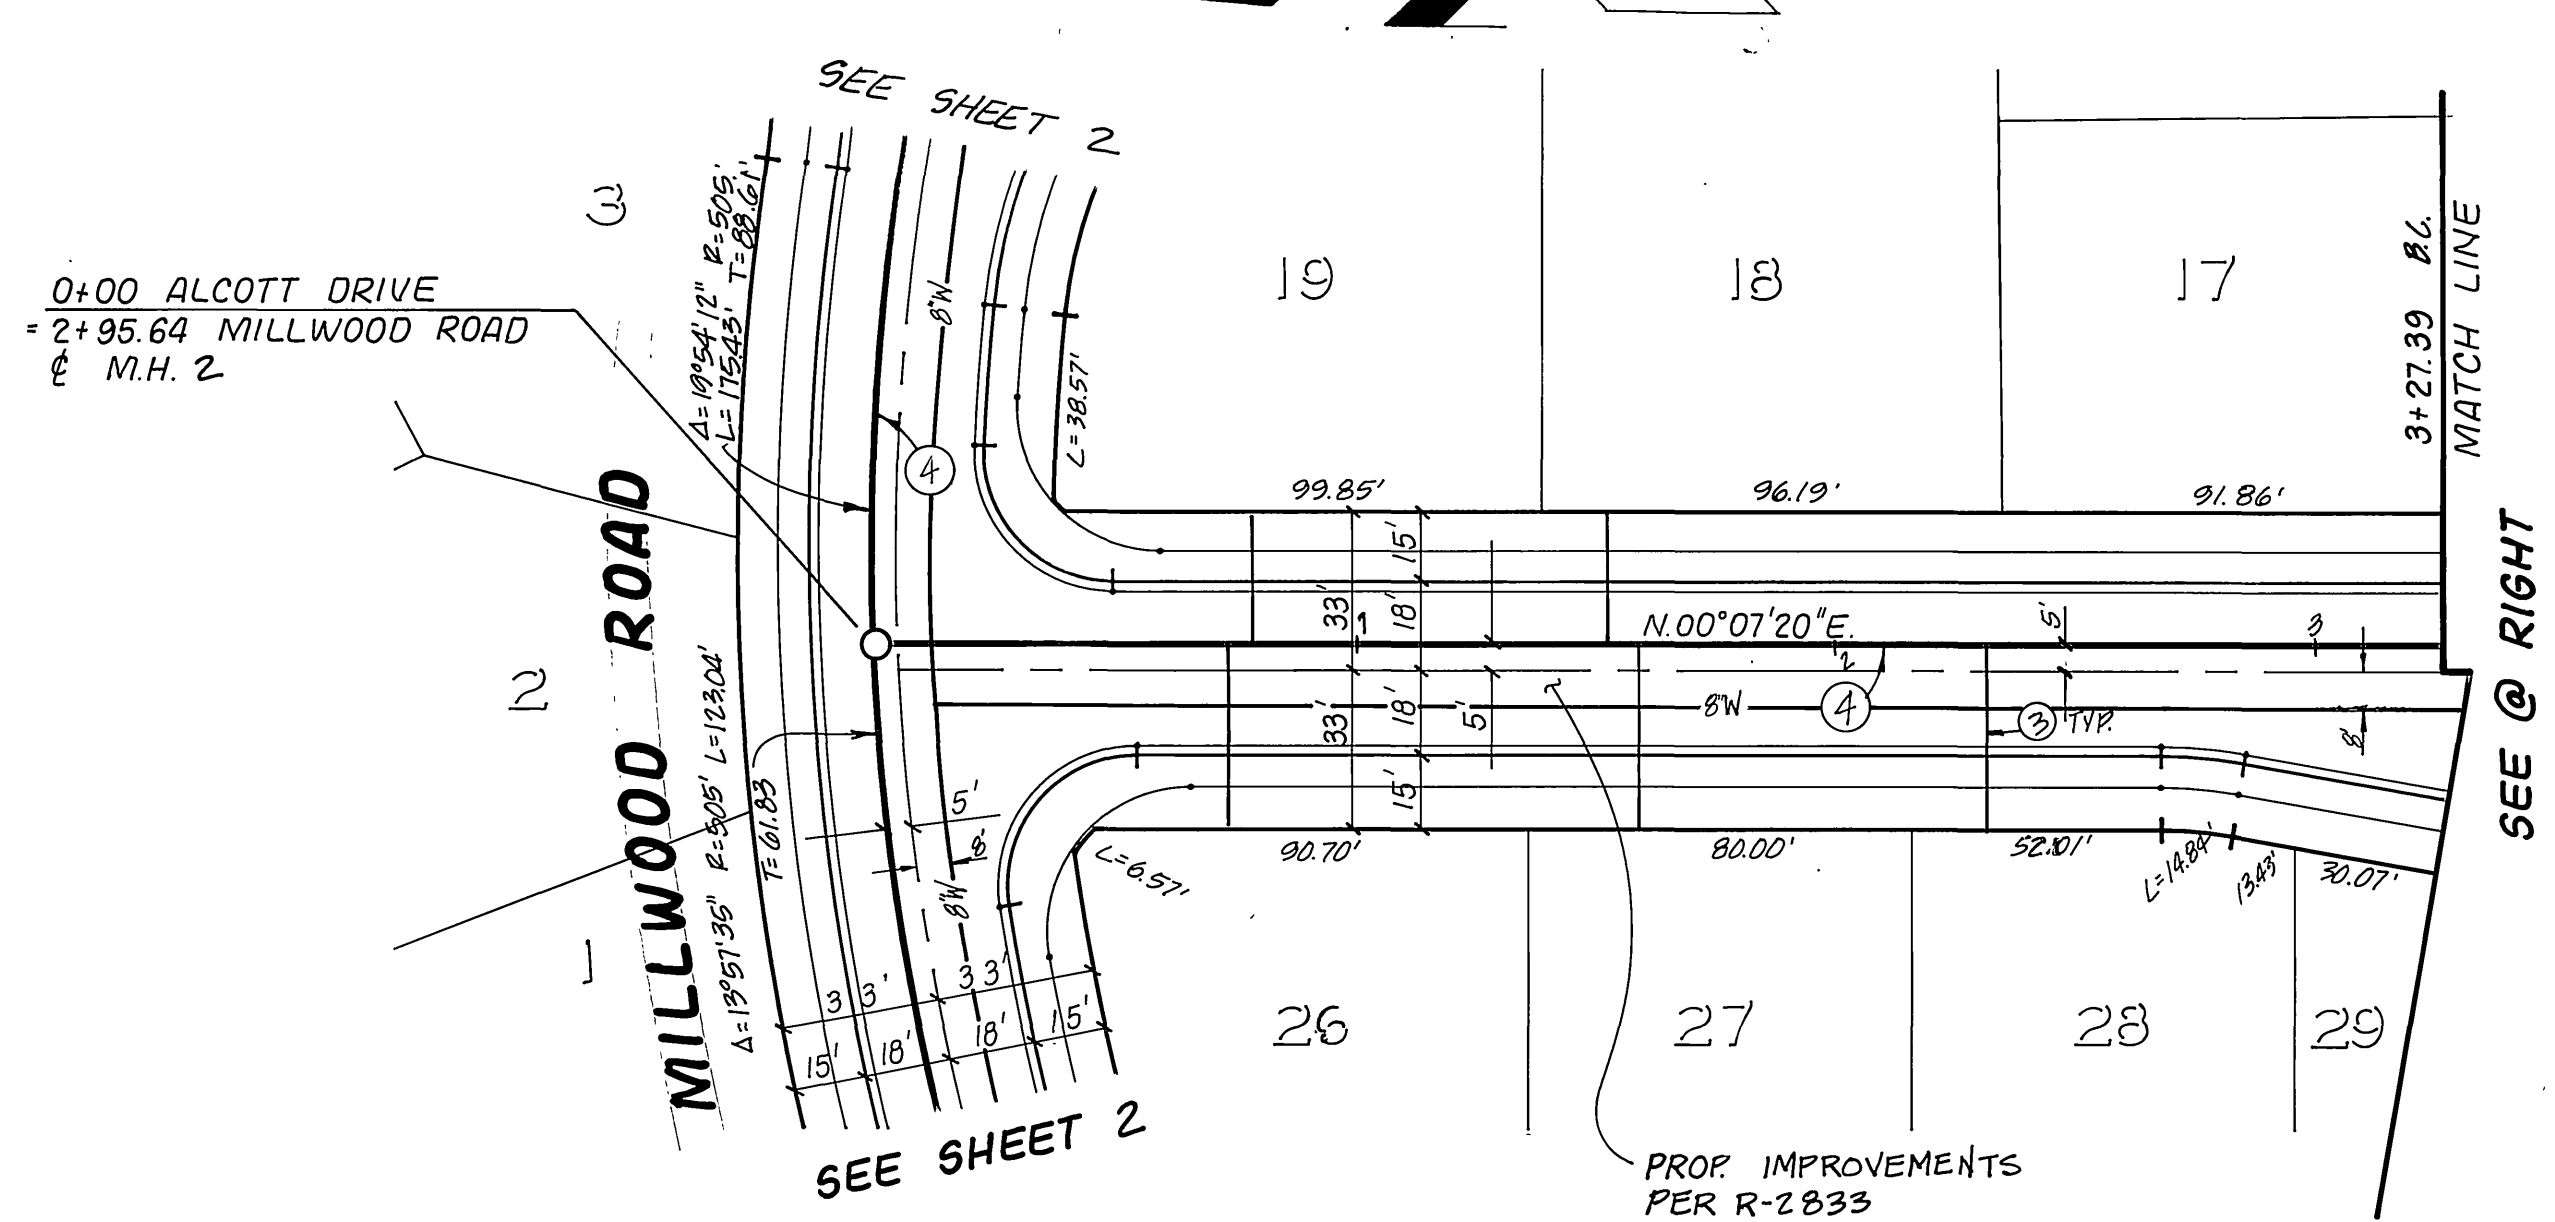 SEE SHEET 2
3
0+00 ALCOTT DRIVE
= 2+95.64 MILLWOOD ROAD
℄ M.H. 2
Δ=19°54'12" R=505'
L=175.43' T=88.61'
8"W
4
L=38.57'
19
18
17
3+27.39 B.C.
MATCH LINE
SEE @ RIGHT
99.85'
96.19'
91.86'
15'
33'
18'
1
N.00°07'20"E.
5'
3
2
MILLWOOD ROAD
2
33'
18'
5'
15'
8"W
4
3 TYP.
8'
Δ=13°57'35" R=505' L=123.04'
T=61.83
5'
8'
8"W
L=6.57'
90.70'
80.00'
52.01'
L=14.84'
13.43'
30.07'
1
33'
33'
15'
18'
18'
15'
26
27
28
29
SEE SHEET 2
PROP. IMPROVEMENTS
PER R-2833